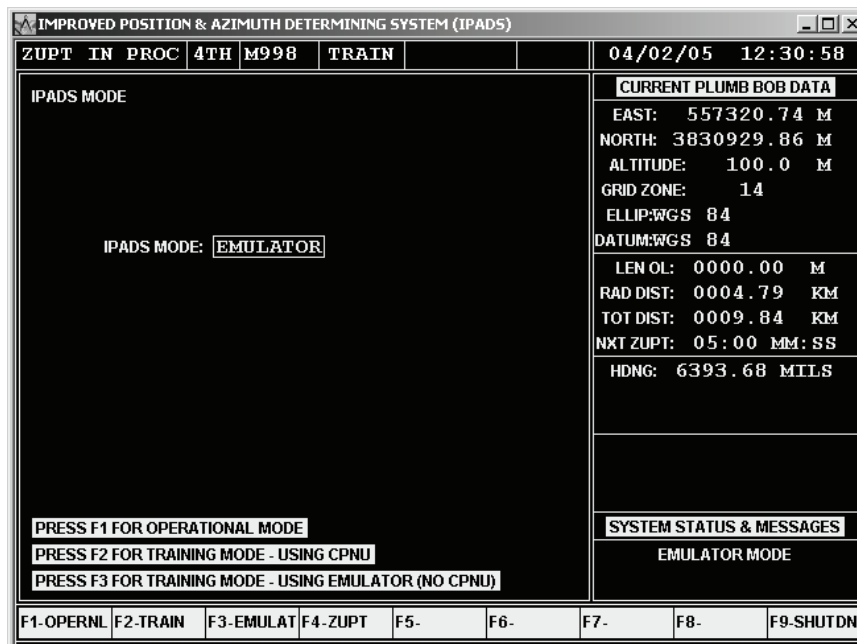 IMPROVED POSITION & AZIMUTH DETERMINING SYSTEM (IPADS)
ZUPT IN PROC 4TH M998 TRAIN 04/02/05 12:30:58
IPADS MODE
IPADS MODE: EMULATOR
PRESS F1 FOR OPERATIONAL MODE
PRESS F2 FOR TRAINING MODE - USING CPNU
PRESS F3 FOR TRAINING MODE - USING EMULATOR (NO CPNU)
CURRENT PLUMB BOB DATA
EAST: 557320.74 M
NORTH: 3830929.86 M
ALTITUDE: 100.0 M
GRID ZONE: 14
ELLIP:WGS 84
DATUM:WGS 84
LEN OL: 0000.00 M
RAD DIST: 0004.79 KM
TOT DIST: 0009.84 KM
NXT ZUPT: 05:00 MM:SS
HDNG: 6393.68 MILS
SYSTEM STATUS & MESSAGES
EMULATOR MODE
F1-OPERNL F2-TRAIN F3-EMULAT F4-ZUPT F5- F6- F7- F8- F9-SHUTDN